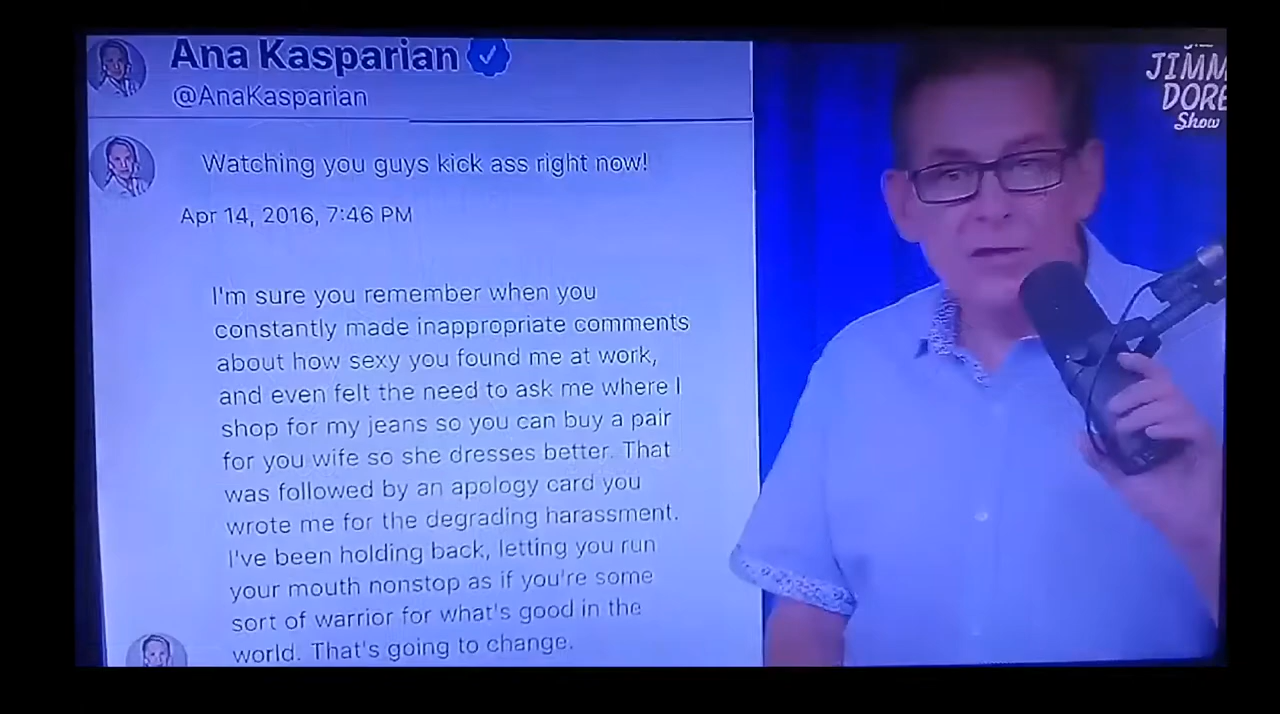 Ana Kasparian
@AnaKasparian
JIMM
DORE
Show
Watching you guys kick ass right now!
Apr 14, 2016, 7:46 PM
I'm sure you remember when you
constantly made inappropriate comments
about how sexy you found me at work,
and even felt the need to ask me where I
shop for my jeans so you can buy a pair
for you wife so she dresses better. That
was followed by an apology card you
wrote me for the degrading harassment.
I've been holding back, letting you run
your mouth nonstop as if you're some
sort of warrior for what's good in the
world. That's going to change.